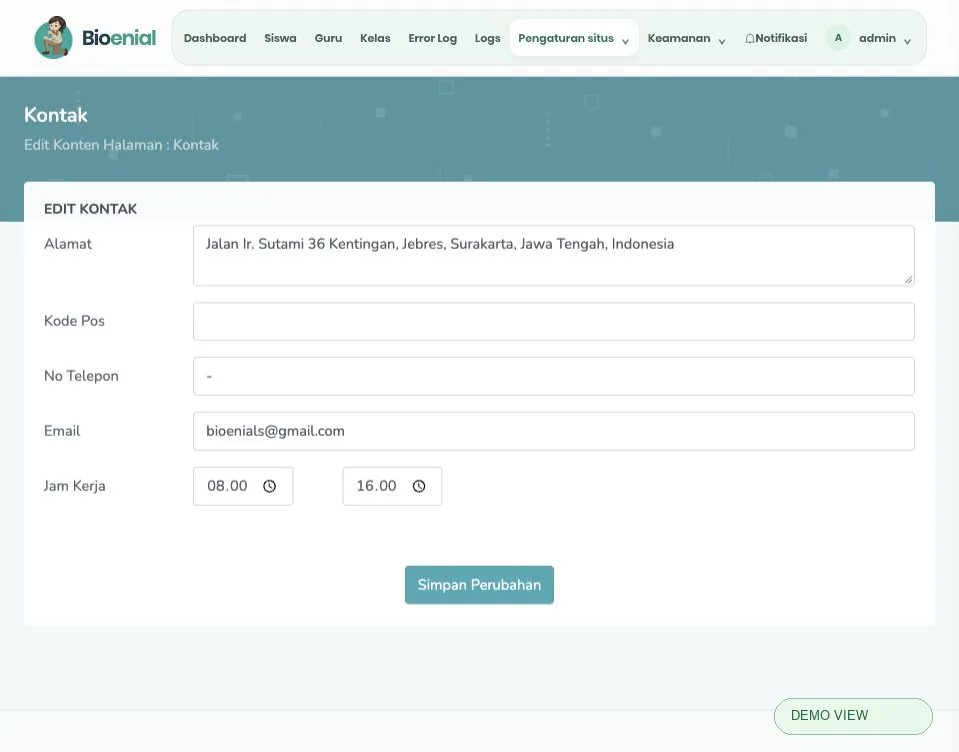 Bioenial
Dashboard Siswa Guru Kelas Error Log Logs Pengaturan situs Keamanan Notifikasi A admin
Kontak
Edit Konten Halaman : Kontak
EDIT KONTAK
Alamat
Jalan Ir. Sutami 36 Kentingan, Jebres, Surakarta, Jawa Tengah, Indonesia
Kode Pos
No Telepon
-
Email
bioenials@gmail.com
Jam Kerja
08.00 16.00
Simpan Perubahan
DEMO VIEW